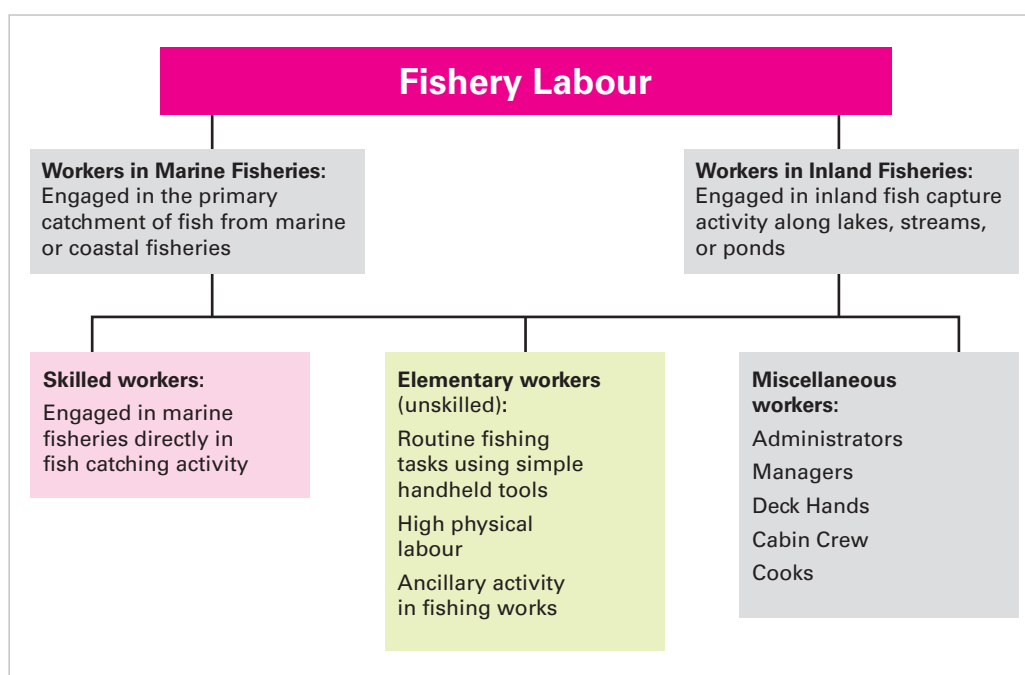 Fishery Labour
Workers in Marine Fisheries:
Engaged in the primary
catchment of fish from marine
or coastal fisheries
Workers in Inland Fisheries:
Engaged in inland fish capture
activity along lakes, streams,
or ponds
Skilled workers:
Engaged in marine
fisheries directly in
fish catching activity
Elementary workers
(unskilled):
Routine fishing
tasks using simple
handheld tools
High physical
labour
Ancillary activity
in fishing works
Miscellaneous
workers:
Administrators
Managers
Deck Hands
Cabin Crew
Cooks